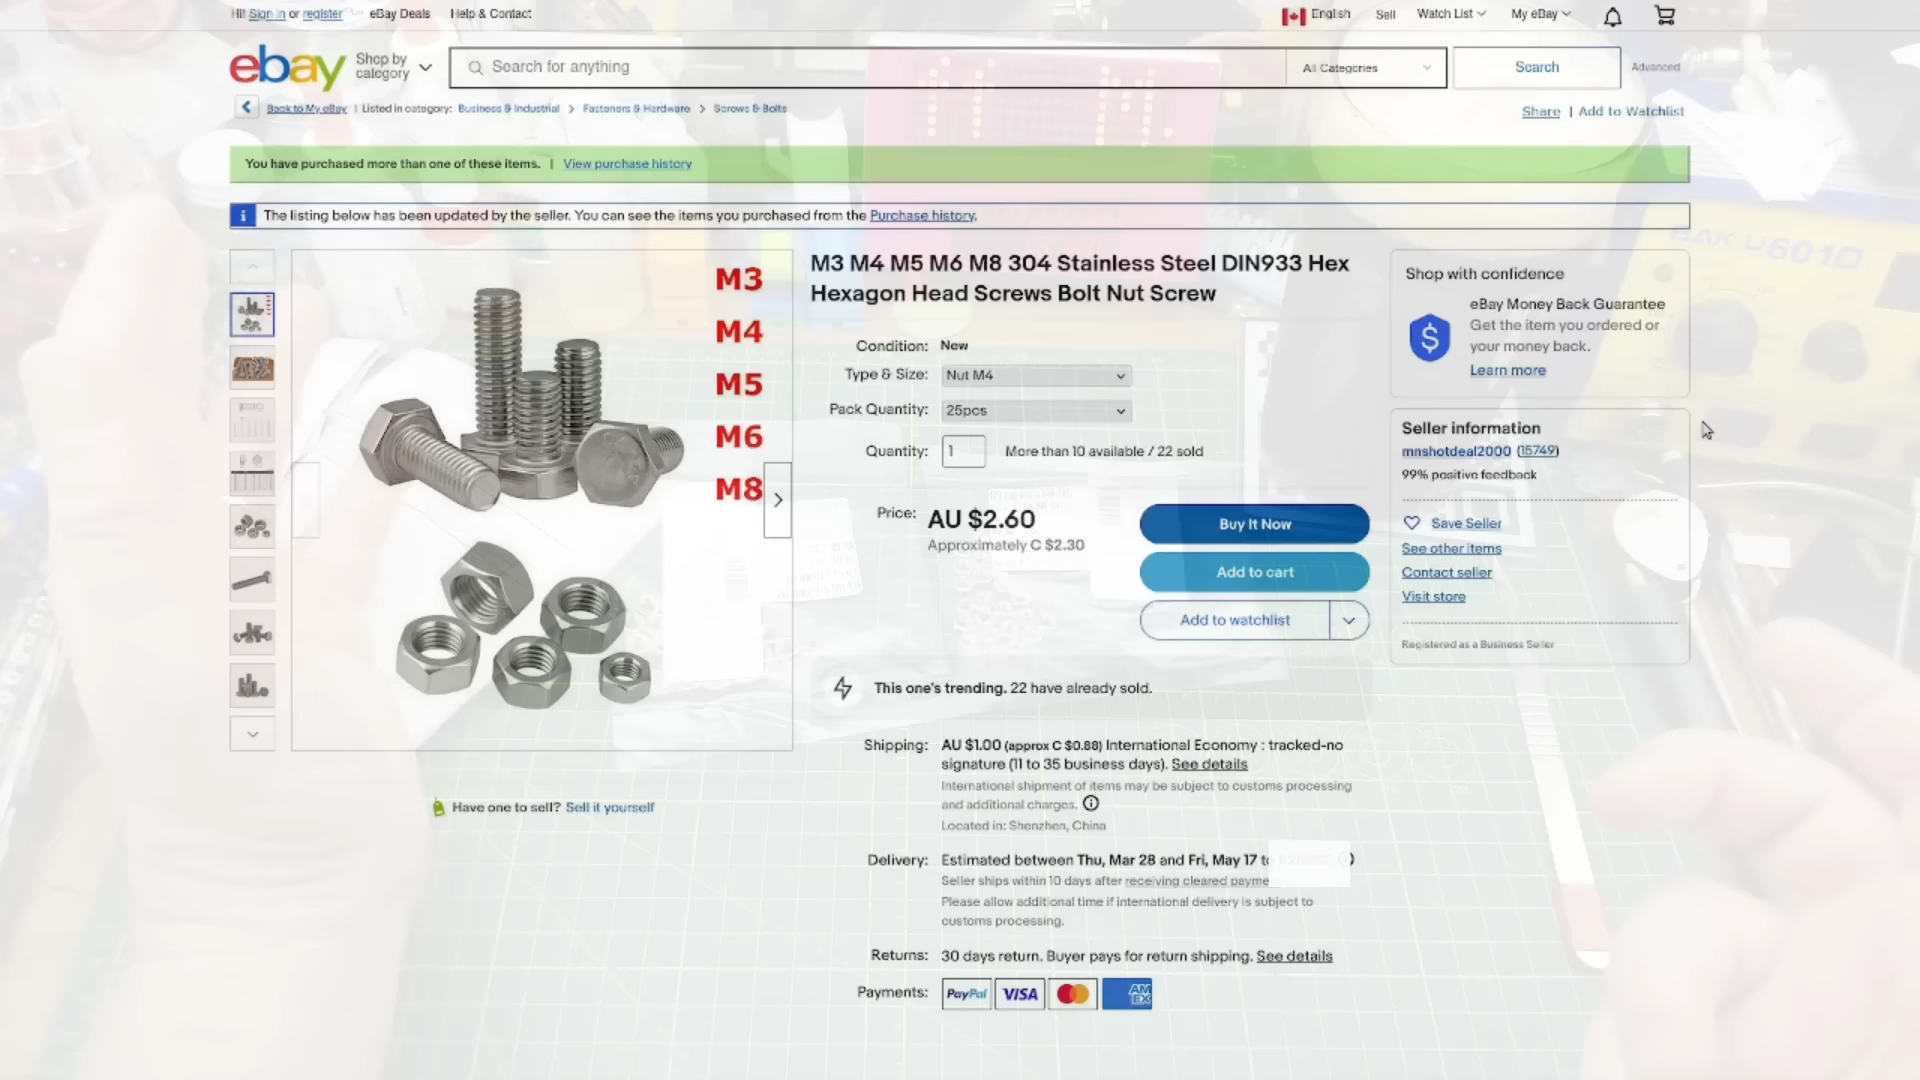 Hi! Sign in or register
eBay Deals
Help & Contact
English
Sell
Watch List
My eBay
ebay
Shop by category
Search for anything
All Categories
Search
Advanced
Back to My eBay | Listed in category: Business & Industrial > Fasteners & Hardware > Screws & Bolts
Share | Add to Watchlist
You have purchased more than one of these items. | View purchase history
The listing below has been updated by the seller. You can see the items you purchased from the Purchase history.
M3
M4
M5
M6
M8
M3 M4 M5 M6 M8 304 Stainless Steel DIN933 Hex
Hexagon Head Screws Bolt Nut Screw
Condition: New
Type & Size: Nut M4
Pack Quantity: 25pcs
Quantity: 1 More than 10 available / 22 sold
Price: AU $2.60
Approximately C $2.30
Buy It Now
Add to cart
Add to watchlist
This one's trending. 22 have already sold.
Shipping: AU $1.00 (approx C $0.88) International Economy : tracked-no
signature (11 to 35 business days). See details
International shipment of items may be subject to customs processing
and additional charges.
Located in: Shenzhen, China
Delivery: Estimated between Thu, Mar 28 and Fri, May 17
Seller ships within 10 days after receiving cleared
Please allow additional time if international delivery is subject to
customs processing.
Returns: 30 days return. Buyer pays for return shipping. See details
Payments: PayPal VISA AM EX
Have one to sell? Sell it yourself
Shop with confidence
eBay Money Back Guarantee
Get the item you ordered or
your money back.
Learn more
BAKU 601D
Seller information
mnshotdeal2000 (15749)
99% positive feedback
Save Seller
See other items
Contact seller
Visit store
Registered as a Business Seller